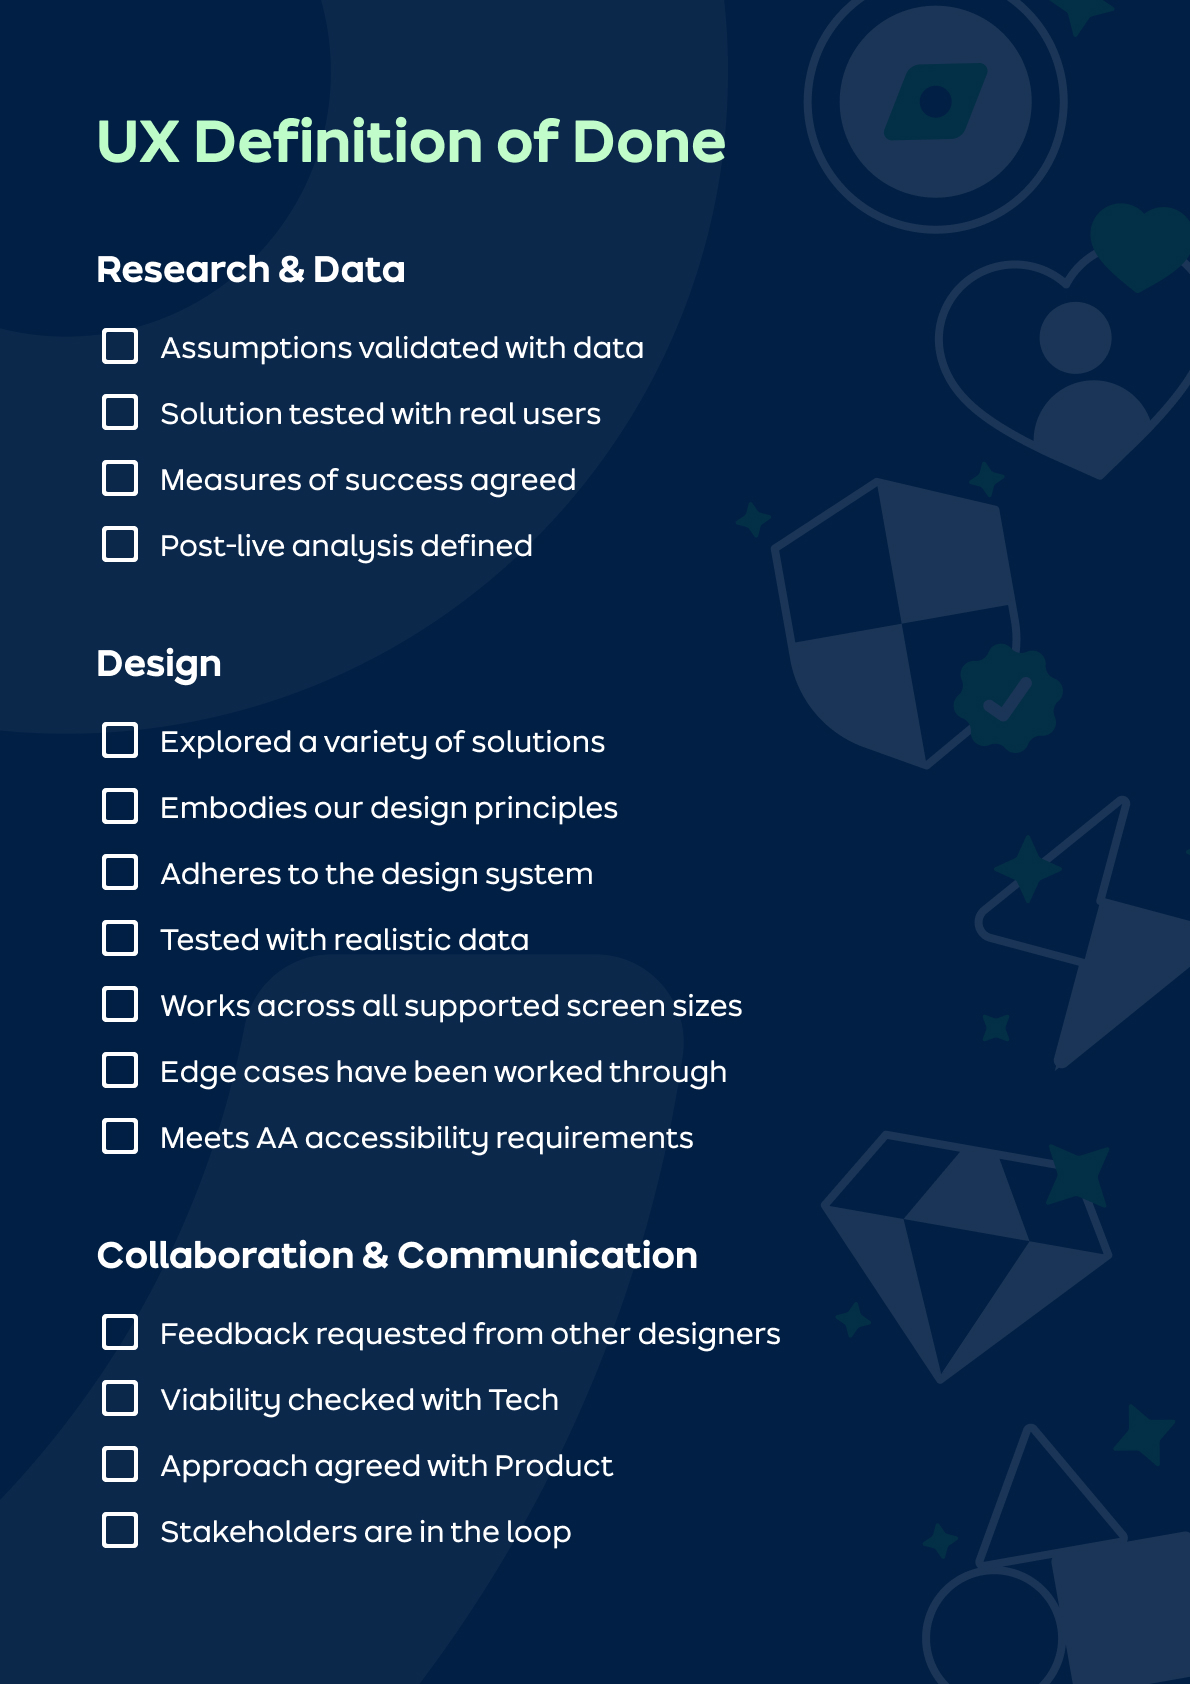 UX Definition of Done
Research & Data
Assumptions validated with data
Solution tested with real users
Measures of success agreed
Post-live analysis defined
Design
Explored a variety of solutions
Embodies our design principles
Adheres to the design system
Tested with realistic data
Works across all supported screen sizes
Edge cases have been worked through
Meets AA accessibility requirements
Collaboration & Communication
Feedback requested from other designers
Viability checked with Tech
Approach agreed with Product
Stakeholders are in the loop